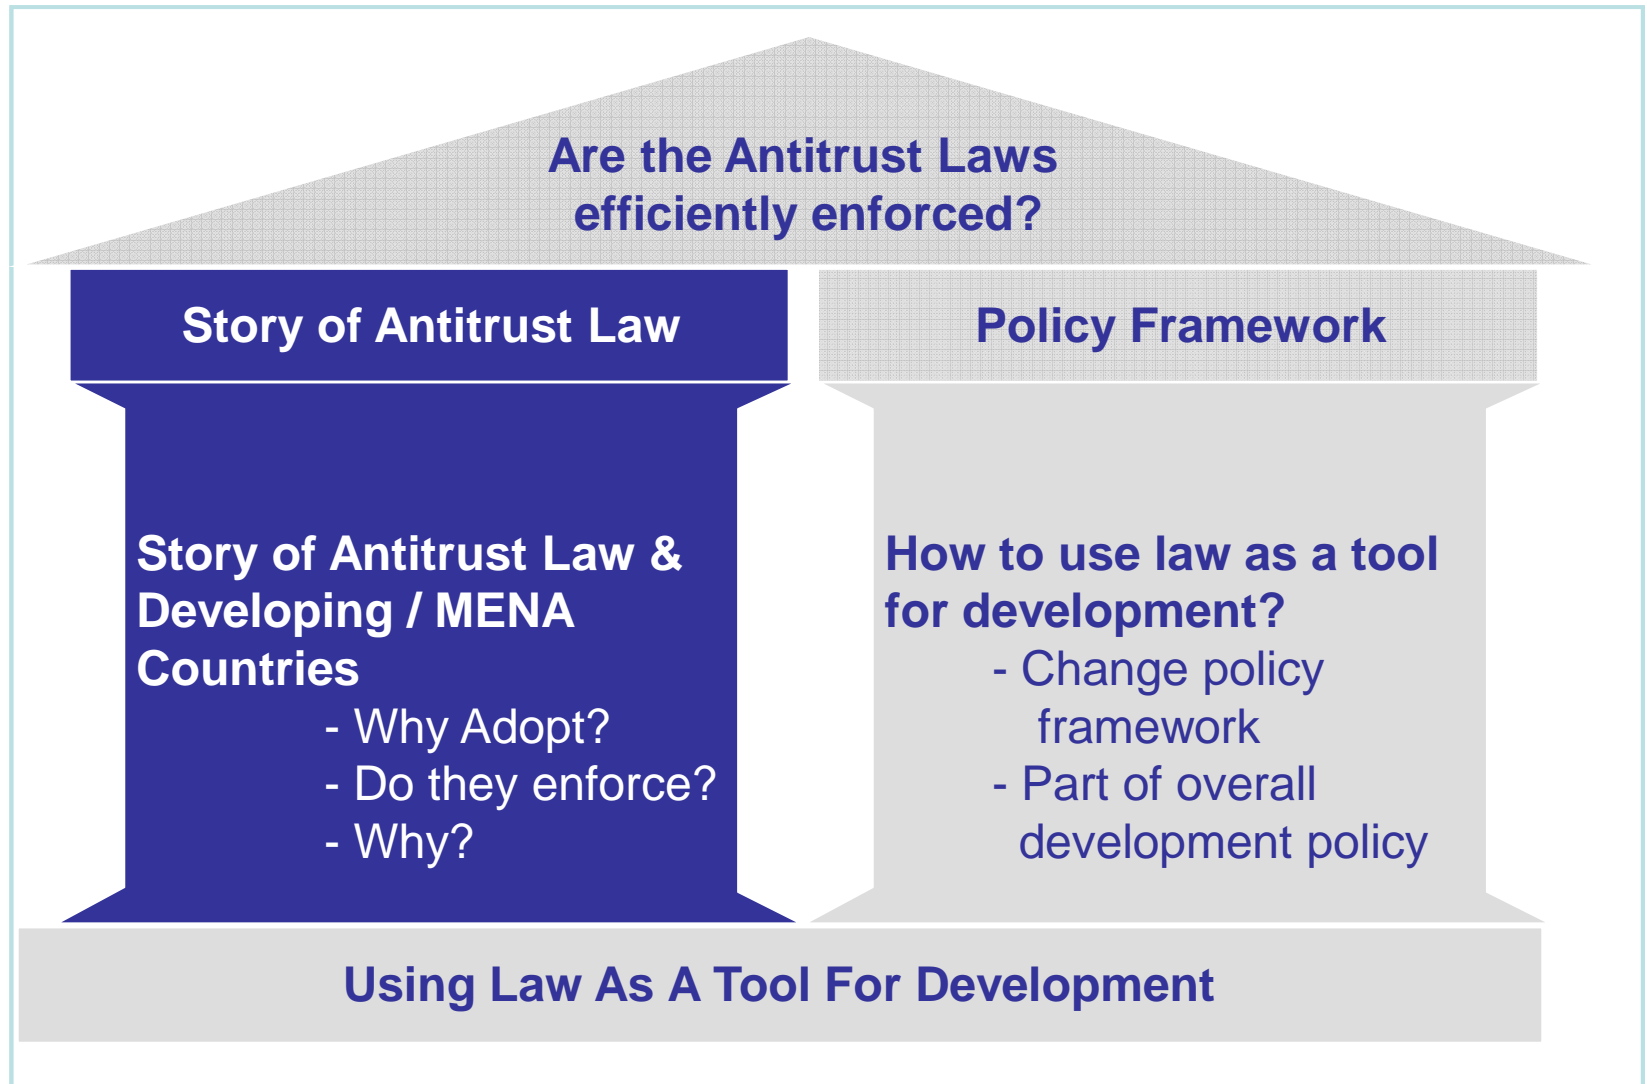 Are the Antitrust Laws
efficiently enforced?
Story of Antitrust Law
Policy Framework
Story of Antitrust Law &
Developing / MENA
Countries
- Why Adopt?
- Do they enforce?
- Why?
How to use law as a tool
for development?
- Change policy
framework
- Part of overall
development policy
Using Law As A Tool For Development